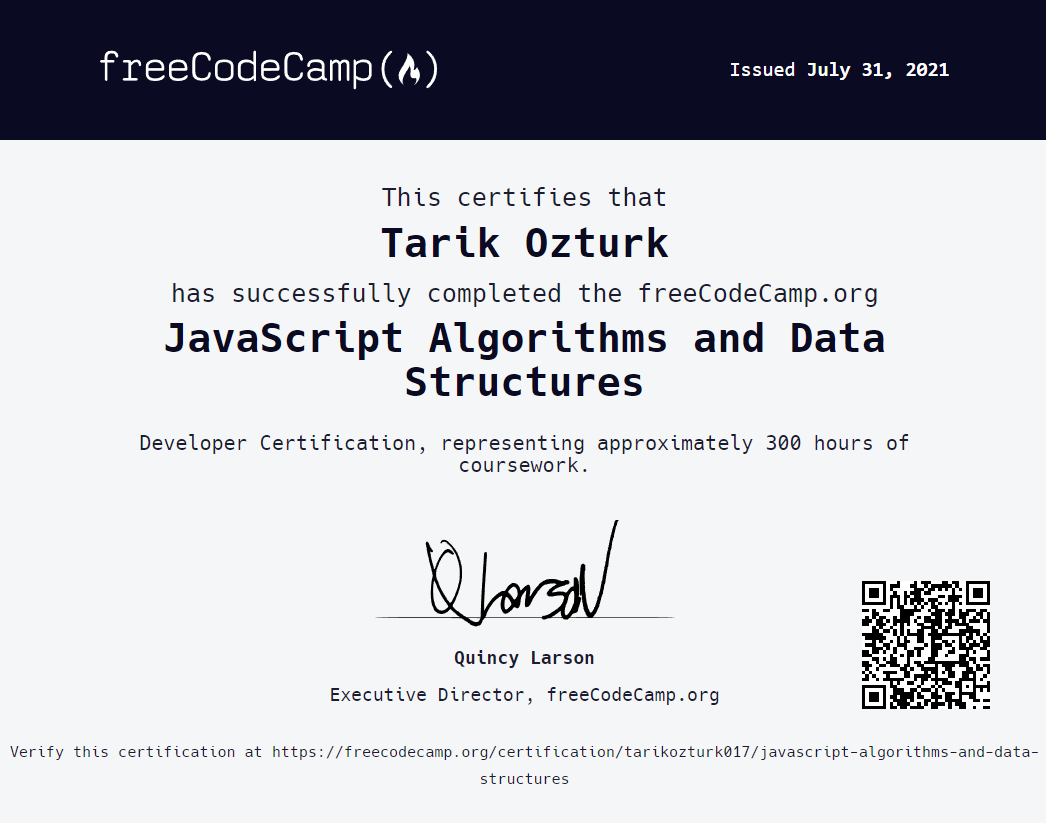 freeCodeCamp
Issued July 31, 2021
This certifies that
Tarik Ozturk
has successfully completed the freeCodeCamp.org
JavaScript Algorithms and Data
Structures
Developer Certification, representing approximately 300 hours of
coursework.
Q Larson
Quincy Larson
Executive Director, freeCodeCamp.org
Verify this certification at https://freecodecamp.org/certification/tarikozturk017/javascript-algorithms-and-data-
structures